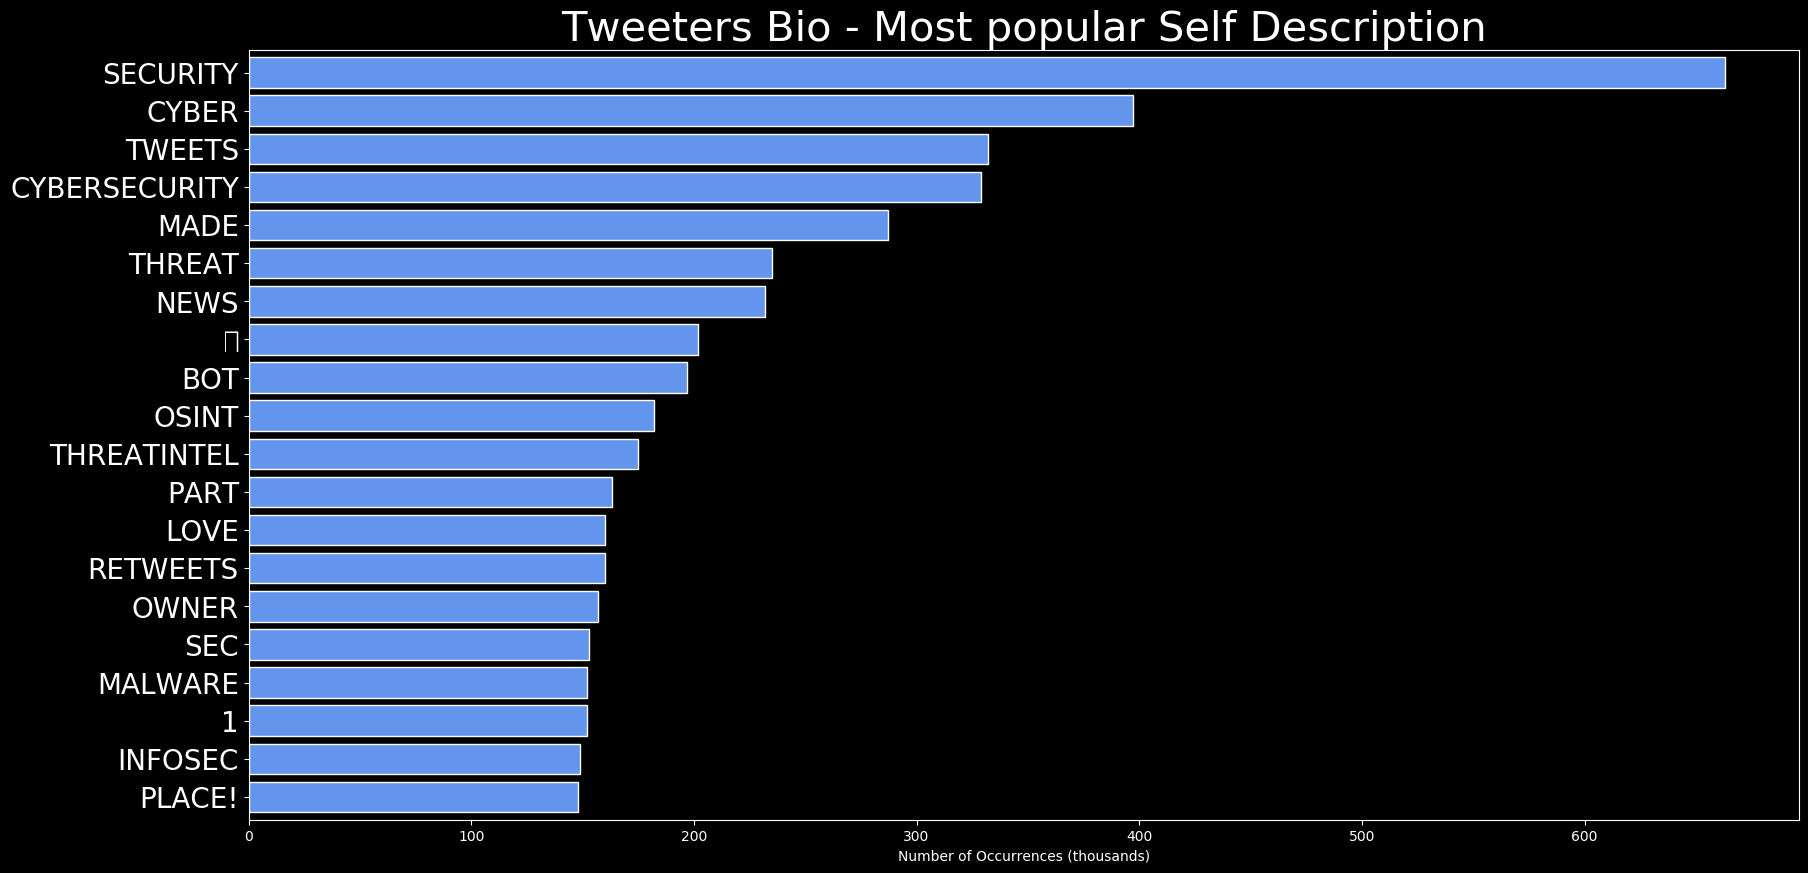 Tweeters Bio - Most popular Self Description
SECURITY
CYBER
TWEETS
CYBERSECURITY
MADE
THREAT
NEWS
BOT
OSINT
THREATINTEL
PART
LOVE
RETWEETS
OWNER
SEC
MALWARE
1
INFOSEC
PLACE!
0 100 200 300 400 500 600
Number of Occurrences (thousands)